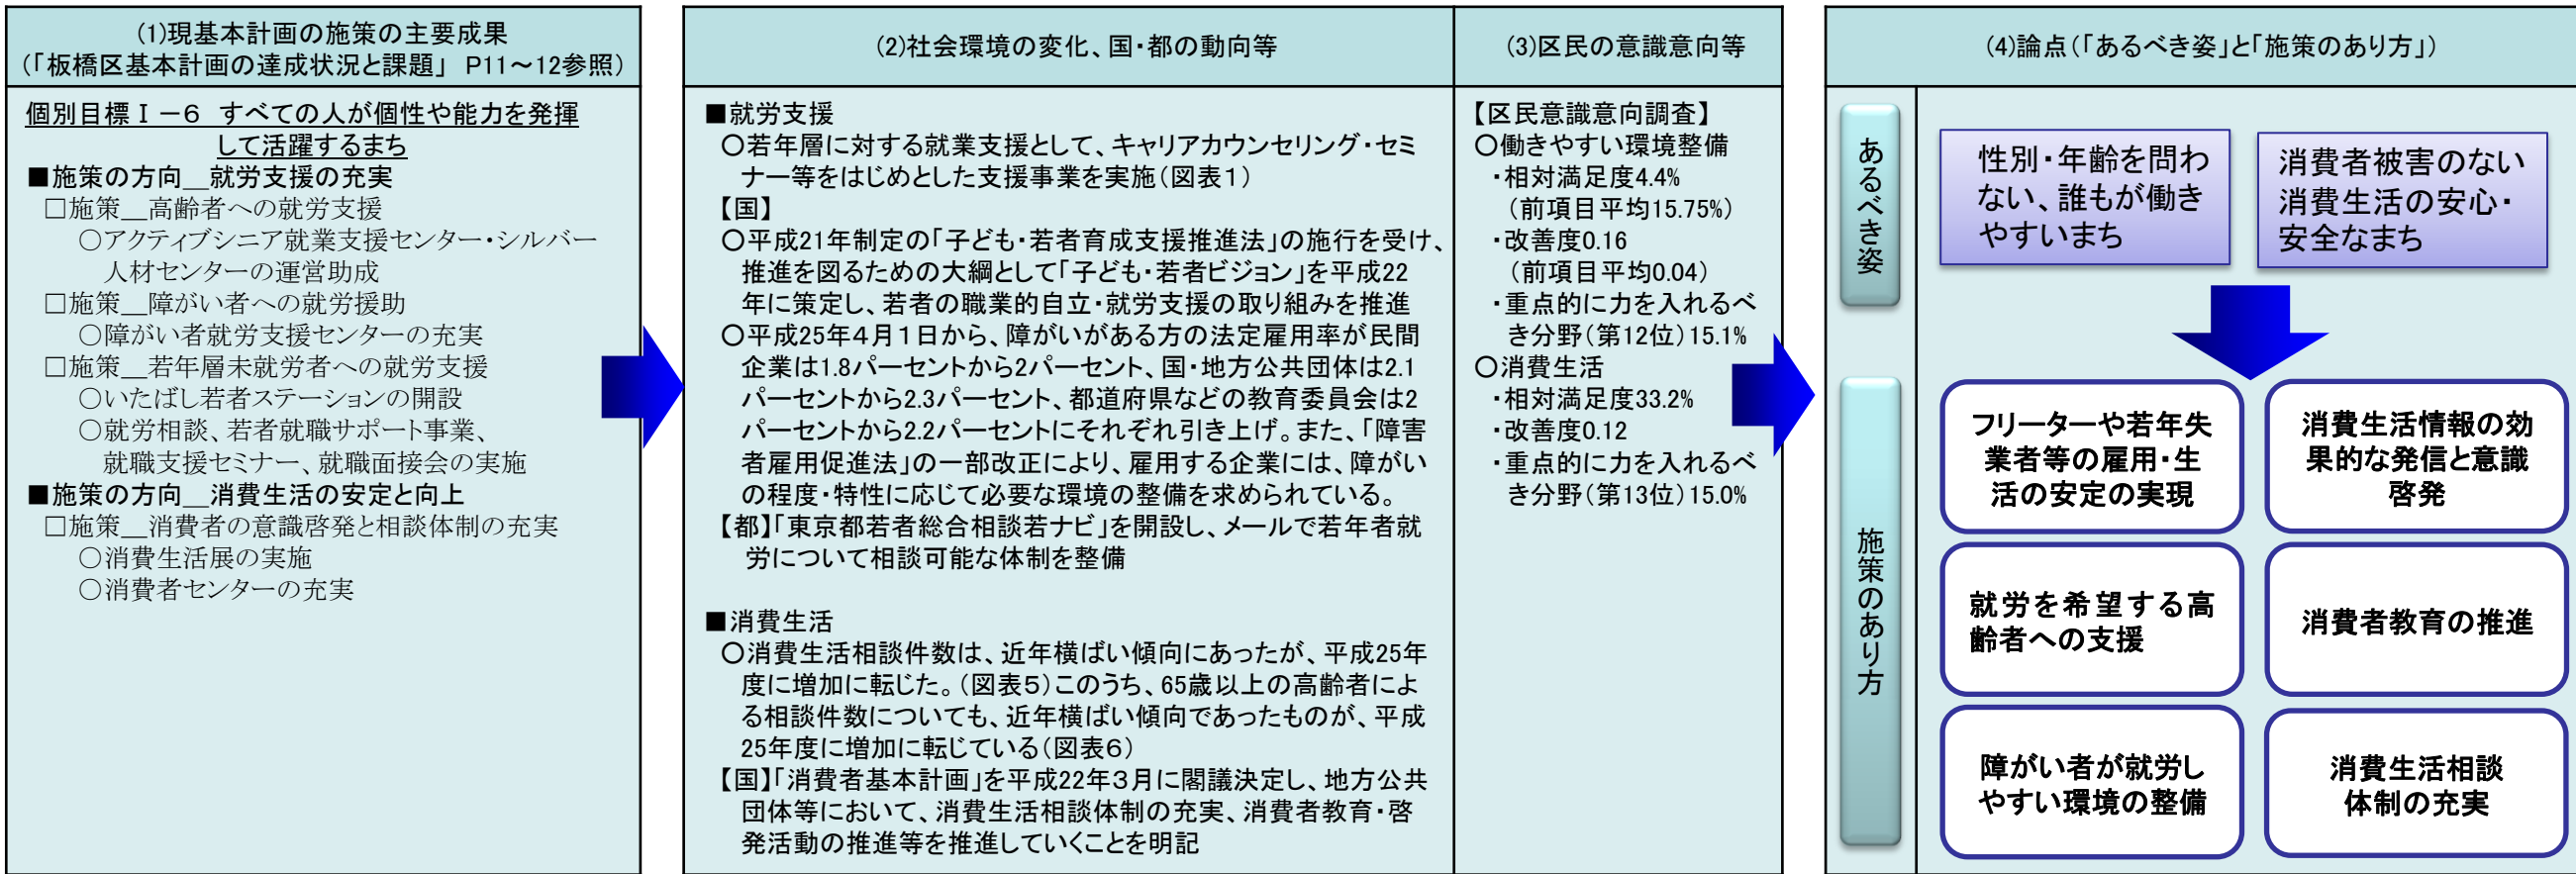 (1)現基本計画の施策の主要成果
(「板橋区基本計画の達成状況と課題」 P11～12参照)
個別目標Ⅰ－6 すべての人が個性や能力を発揮
して活躍するまち
■施策の方向__就労支援の充実
□施策__高齢者への就労支援
○アクティブシニア就業支援センター・シルバー
人材センターの運営助成
□施策__障がい者への就労援助
○障がい者就労支援センターの充実
□施策__若年層未就労者への就労支援
○いたばし若者ステーションの開設
○就労相談、若者就職サポート事業、
就職支援セミナー、就職面接会の実施
■施策の方向__消費生活の安定と向上
□施策__消費者の意識啓発と相談体制の充実
○消費生活展の実施
○消費者センターの充実
(2)社会環境の変化、国・都の動向等
■就労支援
○若年層に対する就業支援として、キャリアカウンセリング・セミ
ナー等をはじめとした支援事業を実施(図表1)
【国】
○平成21年制定の「子ども・若者育成支援推進法」の施行を受け、
推進を図るための大綱として「子ども・若者ビジョン」を平成22
年に策定し、若者の職業的自立・就労支援の取り組みを推進
○平成25年4月1日から、障がいがある方の法定雇用率が民間
企業は1.8パーセントから2パーセント、国・地方公共団体は2.1
パーセントから2.3パーセント、都道府県などの教育委員会は2
パーセントから2.2パーセントにそれぞれ引き上げ。また、「障害
者雇用促進法」の一部改正により、雇用する企業には、障がい
の程度・特性に応じて必要な環境の整備を求められている。
【都】「東京都若者総合相談若ナビ」を開設し、メールで若年者就
労について相談可能な体制を整備
■消費生活
○消費生活相談件数は、近年横ばい傾向にあったが、平成25年
度に増加に転じた。(図表5)このうち、65歳以上の高齢者によ
る相談件数についても、近年横ばい傾向であったものが、平成
25年度に増加に転じている(図表6)
【国】「消費者基本計画」を平成22年3月に閣議決定し、地方公共
団体等において、消費生活相談体制の充実、消費者教育・啓
発活動の推進等を推進していくことを明記
(3)区民の意識意向等
【区民意識意向調査】
○働きやすい環境整備
・相対満足度4.4%
(前項目平均15.75%)
・改善度0.16
(前項目平均0.04)
・重点的に力を入れるべ
き分野(第12位)15.1%
○消費生活
・相対満足度33.2%
・改善度0.12
・重点的に力を入れるべ
き分野(第13位)15.0%
(4)論点(「あるべき姿」と「施策のあり方」)
あるべき姿
性別・年齢を問わ
ない、誰もが働き
やすいまち
消費者被害のない
消費生活の安心・
安全なまち
施策のあり方
フリーターや若年失
業者等の雇用・生
活の安定の実現
消費生活情報の効
果的な発信と意識
啓発
就労を希望する高
齢者への支援
消費者教育の推進
障がい者が就労し
やすい環境の整備
消費生活相談
体制の充実